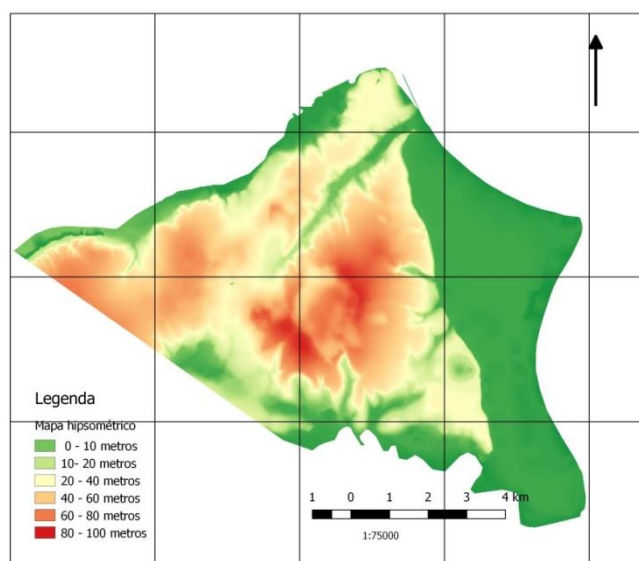 Legenda
Mapa hipsométrico
0 - 10 metros
10- 20 metros
20 - 40 metros
40 - 60 metros
60 - 80 metros
80 - 100 metros
1 0 1 2 3 4 km
1:75000